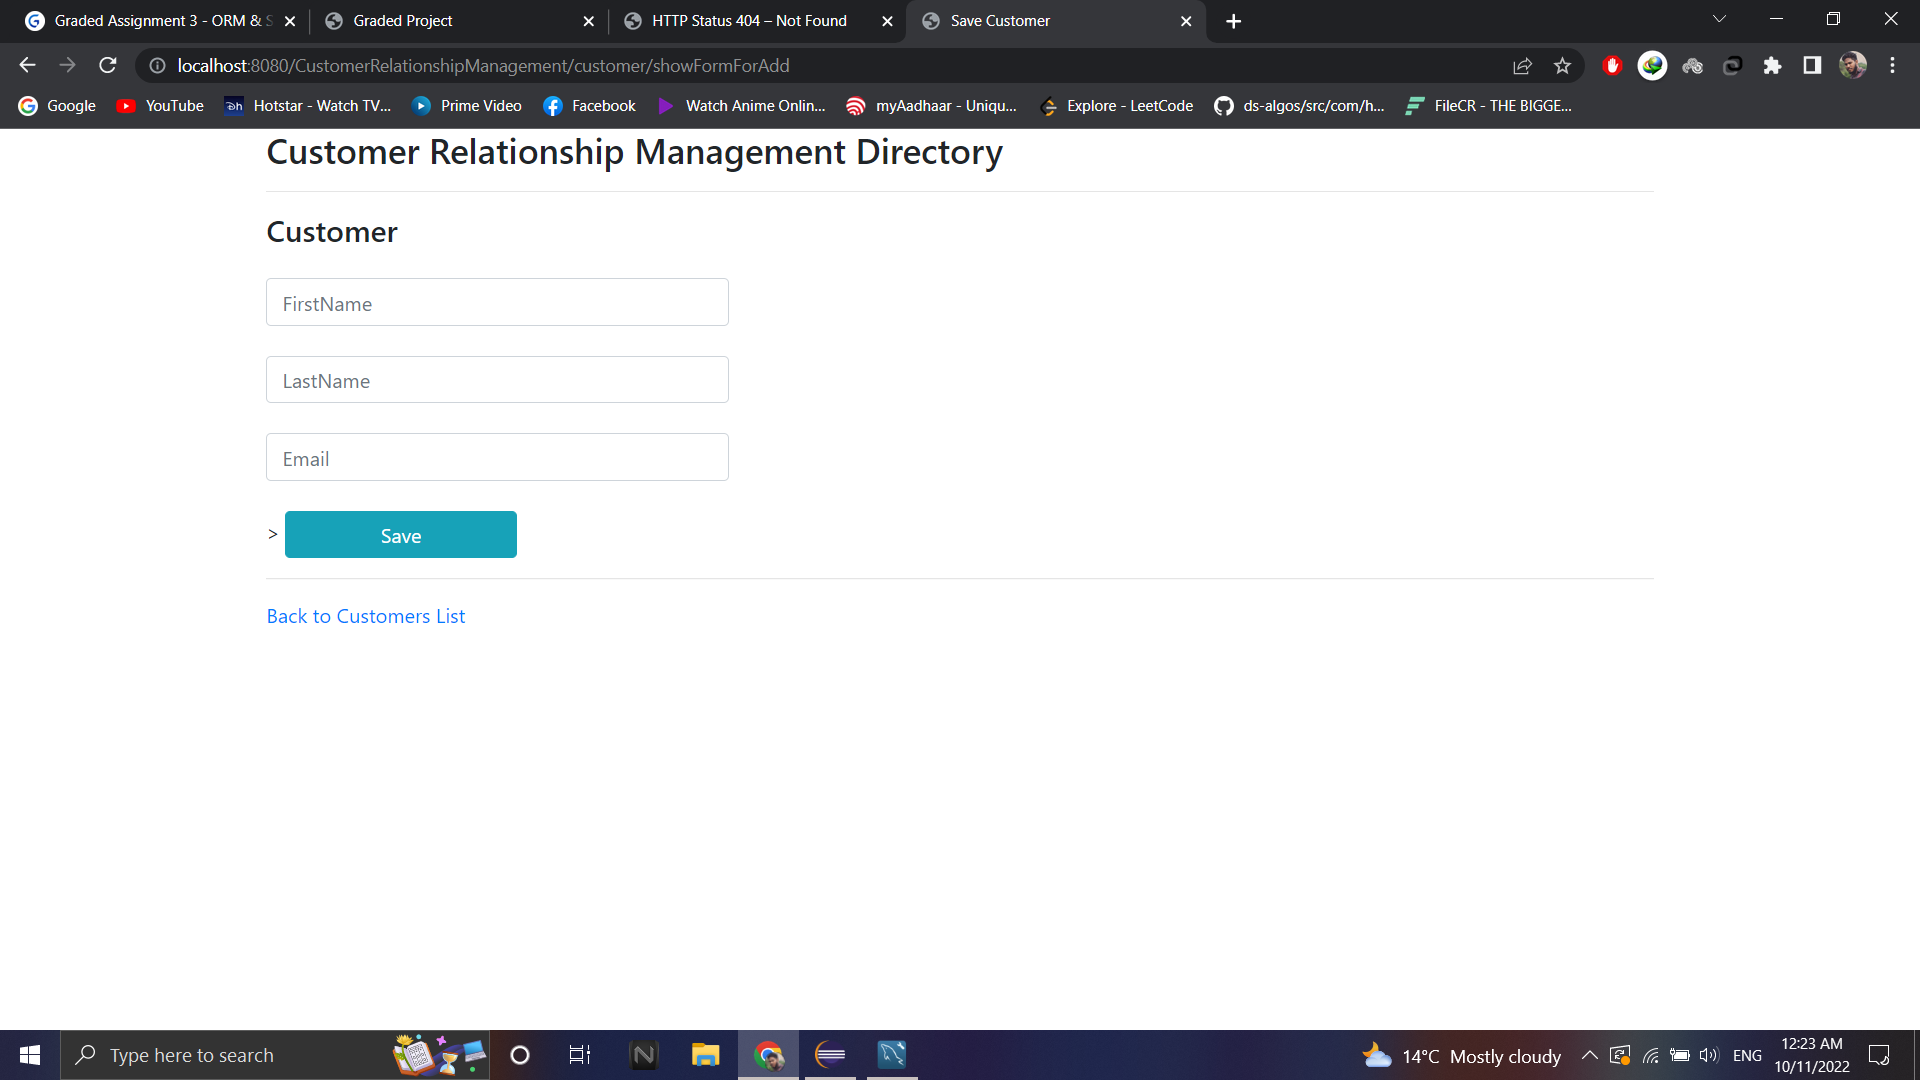 Graded Assignment 3 - ORM & S
Graded Project
HTTP Status 404 – Not Found
Save Customer
localhost:8080/CustomerRelationshipManagement/customer/showFormForAdd
Google
YouTube
Hotstar - Watch TV...
Prime Video
Facebook
Watch Anime Onlin...
myAadhaar - Uniqu...
Explore - LeetCode
ds-algos/src/com/h...
FileCR - THE BIGGE...
Customer Relationship Management Directory
Customer
FirstName
LastName
Email
> Save
Back to Customers List
Type here to search
14°C Mostly cloudy
ENG
12:23 AM
10/11/2022